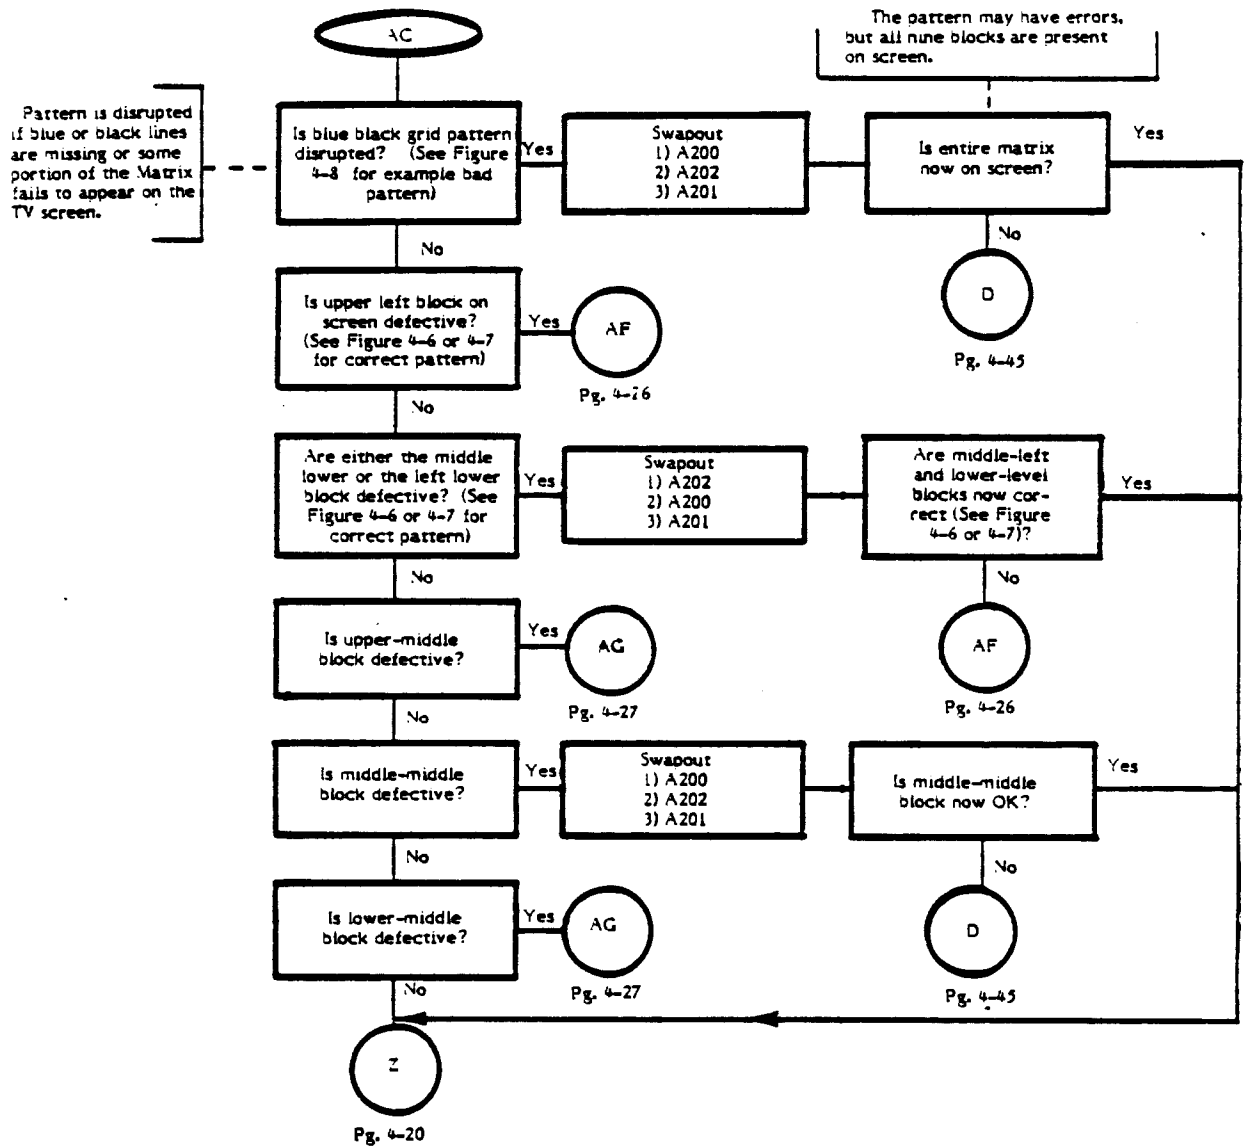 AC
The pattern may have errors,
but all nine blocks are present
on screen.
Pattern is disrupted
if blue or black lines
are missing or some
portion of the Matrix
fails to appear on the
TV screen.
Is blue black grid pattern
disrupted? (See Figure
4-8 for example bad
pattern)
Yes
Swapout
1) A200
2) A202
3) A201
Is entire matrix
now on screen?
Yes
No
No
D
Pg. 4-45
Is upper left block on
screen defective?
(See Figure 4-6 or 4-7
for correct pattern)
Yes
AF
Pg. 4-26
No
Are either the middle
lower or the left lower
block defective? (See
Figure 4-6 or 4-7 for
correct pattern)
Yes
Swapout
1) A202
2) A200
3) A201
Are middle-left
and lower-level
blocks now cor-
rect (See Figure
4-6 or 4-7)?
Yes
No
No
AF
Pg. 4-26
Is upper-middle
block defective?
Yes
AG
Pg. 4-27
No
Is middle-middle
block defective?
Yes
Swapout
1) A200
2) A202
3) A201
Is middle-middle
block now OK?
Yes
No
No
D
Pg. 4-45
Is lower-middle
block defective?
Yes
AG
Pg. 4-27
No
Z
Pg. 4-20